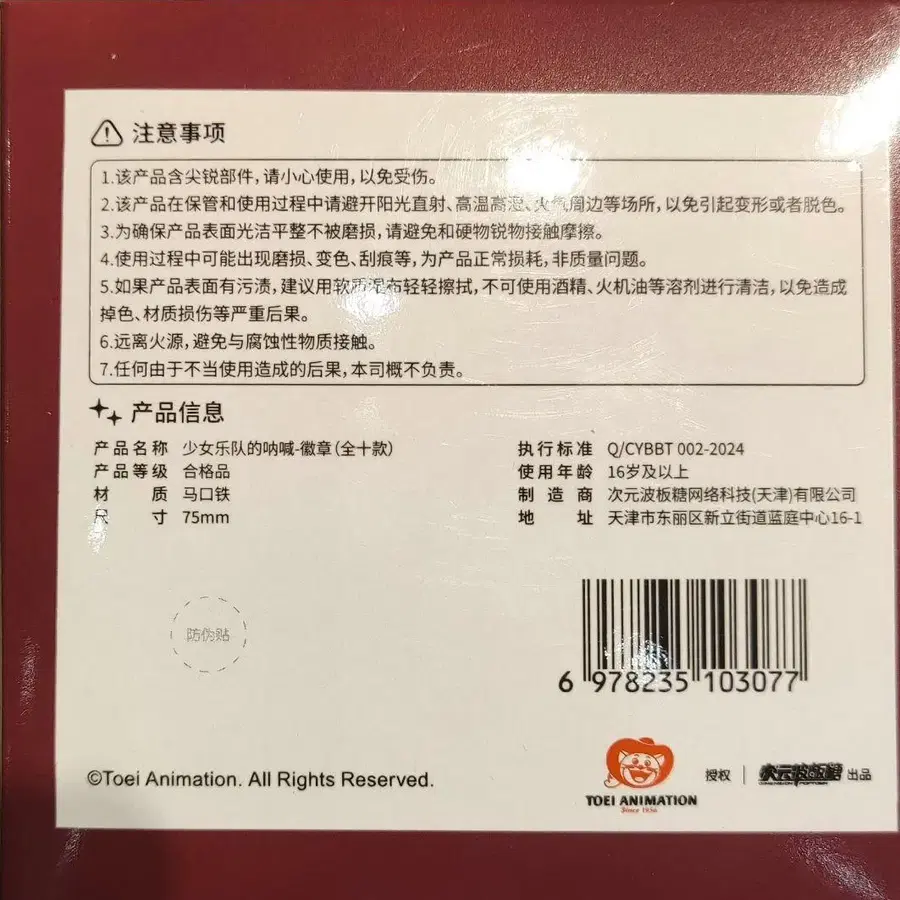 注意事项
1.该产品含尖锐部件,请小心使用,以免受伤。
2.该产品在保管和使用过程中请避开阳光直射、高温高湿、火气周边等场所,以免引起变形或者脱色。
3.为确保产品表面光洁平整不被磨损,请避免和硬物锐物接触摩擦。
4.使用过程中可能出现磨损、变色、刮痕等,为产品正常损耗,非质量问题。
5.如果产品表面有污渍,建议用软质湿布轻轻擦拭,不可使用酒精、火机油等溶剂进行清洁,以免造成
掉色、材质损伤等严重后果。
6.远离火源,避免与腐蚀性物质接触。
7.任何由于不当使用造成的后果,本司概不负责。
产品信息
产品名称 少女乐队的呐喊-徽章(全十款)
产品等级 合格品
材 质 马口铁
尺 寸 75mm
执行标准 Q/CYBBT 002-2024
使用年龄 16岁及以上
制造商 次元波板糖网络科技(天津)有限公司
地 址 天津市东丽区新立街道蓝庭中心16-1
防伪贴
6 978235 103077
©Toei Animation. All Rights Reserved.
TOEI ANIMATION
Since 1956
授权 | 次元波板糖 出品